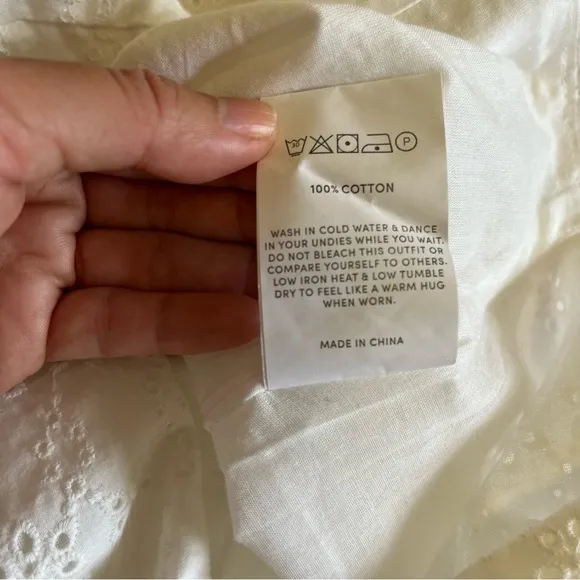 30
P
100% COTTON
WASH IN COLD WATER & DANCE
IN YOUR UNDIES WHILE YOU WAIT.
DO NOT BLEACH THIS OUTFIT OR
COMPARE YOURSELF TO OTHERS.
LOW IRON HEAT & LOW TUMBLE
DRY TO FEEL LIKE A WARM HUG
WHEN WORN.
MADE IN CHINA